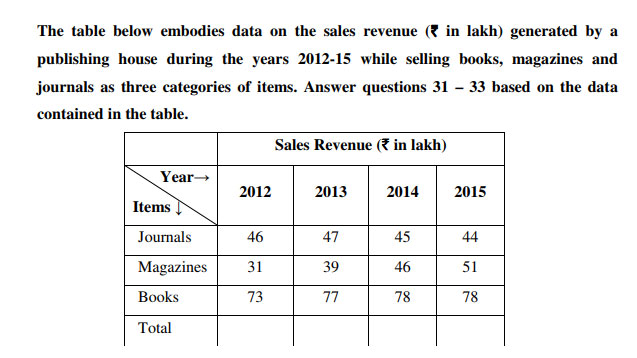 The table below embodies data on the sales revenue (₹ in lakh) generated by a
publishing house during the years 2012-15 while selling books, magazines and
journals as three categories of items. Answer questions 31 – 33 based on the data
contained in the table.
Sales Revenue (₹ in lakh)
Year→
Items ↓
2012 2013 2014 2015
Journals 46 47 45 44
Magazines 31 39 46 51
Books 73 77 78 78
Total